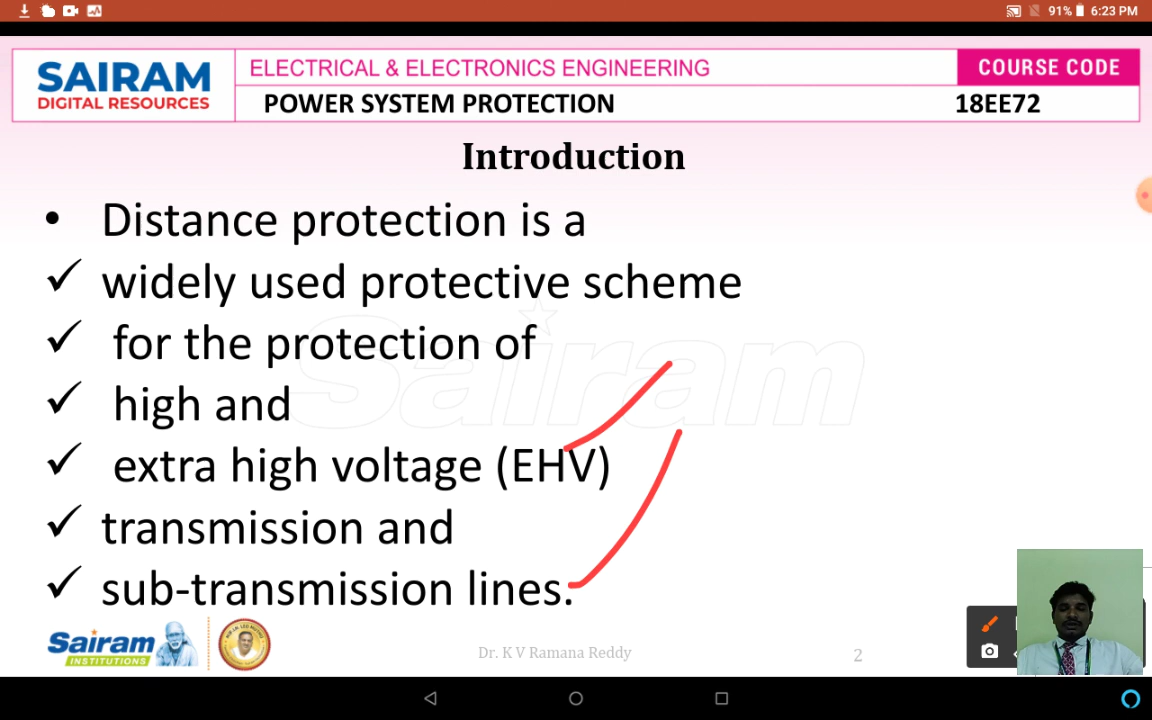 91% 6:23 PM
SAIRAM
DIGITAL RESOURCES
ELECTRICAL & ELECTRONICS ENGINEERING
COURSE CODE
POWER SYSTEM PROTECTION
18EE72
Introduction
• Distance protection is a
✓ widely used protective scheme
✓ for the protection of
✓ high and
✓ extra high voltage (EHV)
✓ transmission and
✓ sub-transmission lines.
Sairam
Sairam
INSTITUTIONS
Dr. K V Ramana Reddy
2